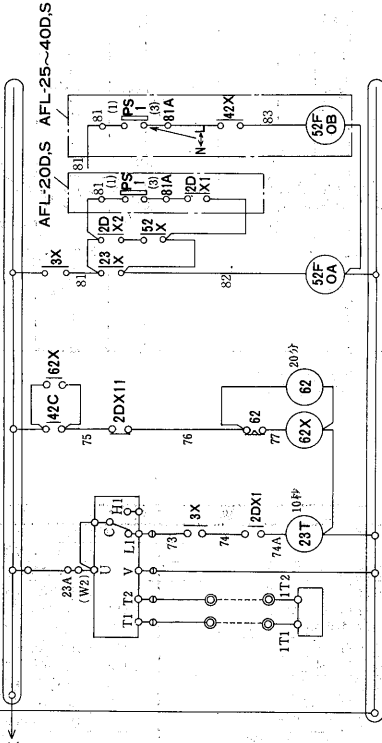 AFL-25~40D,S
AFL-20D,S
81
81
(1)
PS
1
(3)
81A
N↔L
42X
83
52F
OB
81
(1)
PS
1
(3)
81A
2D
X1
2D
X2
52
X
3X
81
23
X
82
52F
OA
62X
42C
75
2DX11
76
62
77
62X
62
20分
23A
(W2)
U
C
H1
L1
V
T2
T1
73
3X
74
2DX1
74A
23T
10秒
1T2
1T1